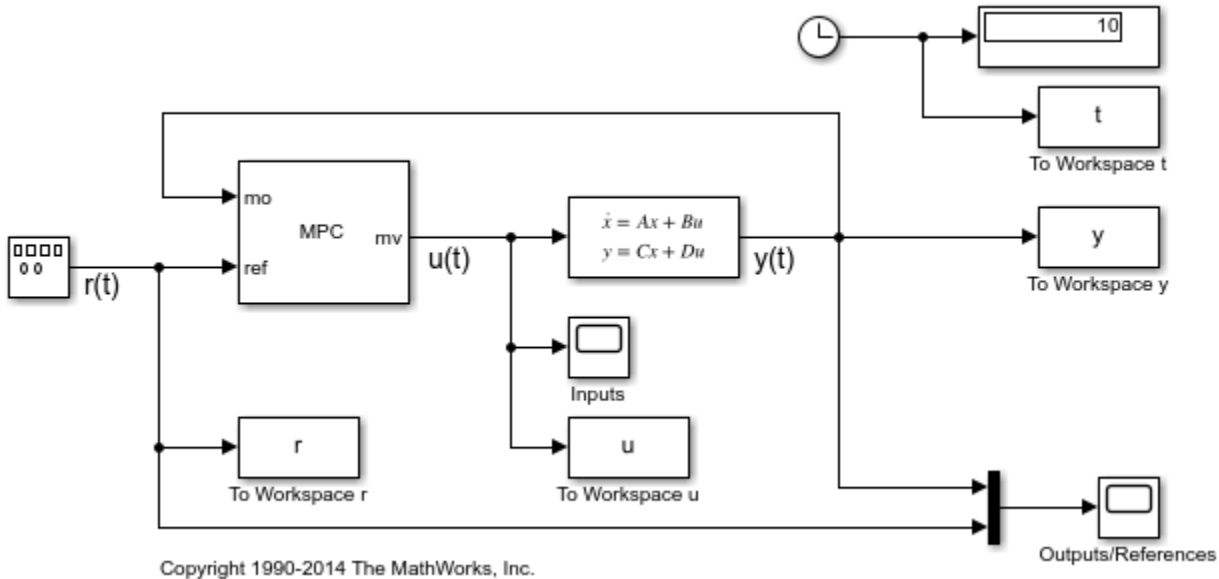 10
t
To Workspace t
mo
MPC
mv
ref
r(t)
u(t)
ẋ = Ax + Bu
y = Cx + Du
y(t)
y
To Workspace y
Inputs
r
To Workspace r
u
To Workspace u
Outputs/References
Copyright 1990-2014 The MathWorks, Inc.